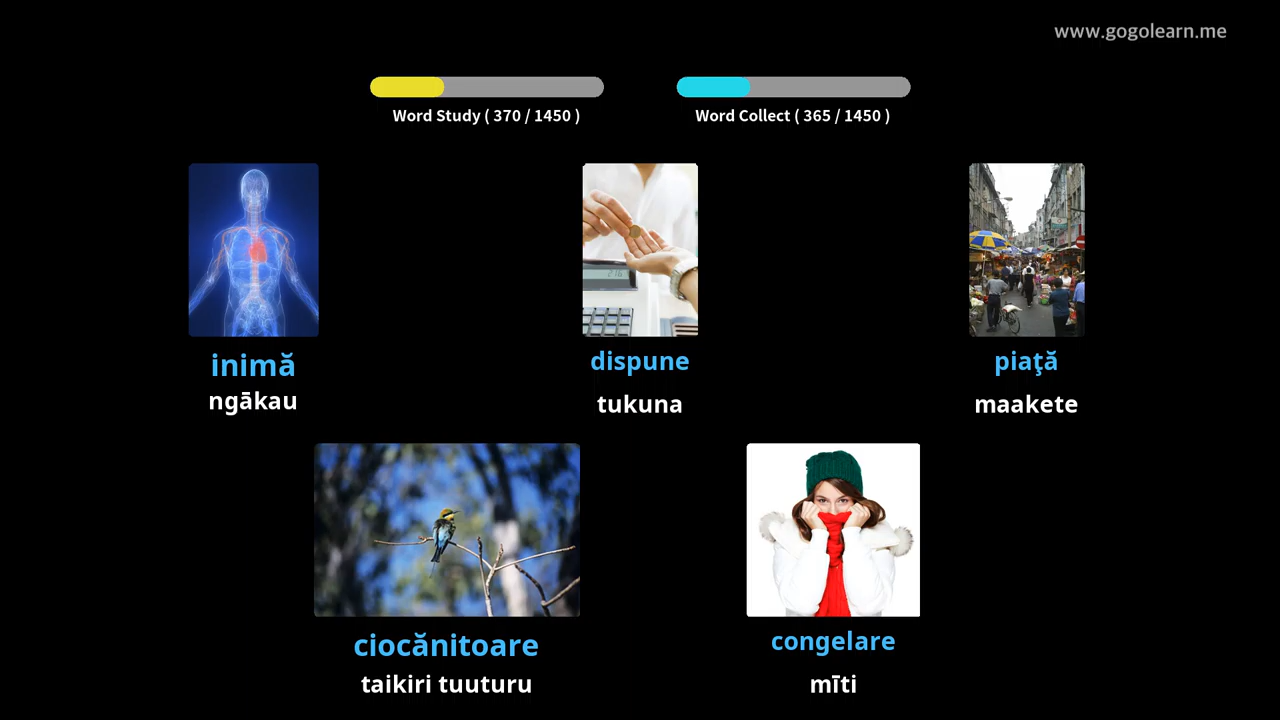 www.gogolearn.me
Word Study ( 370 / 1450 )
Word Collect ( 365 / 1450 )
inimă
ngākau
dispune
tukuna
piaţă
maakete
ciocănitoare
taikiri tuuturu
congelare
mīti